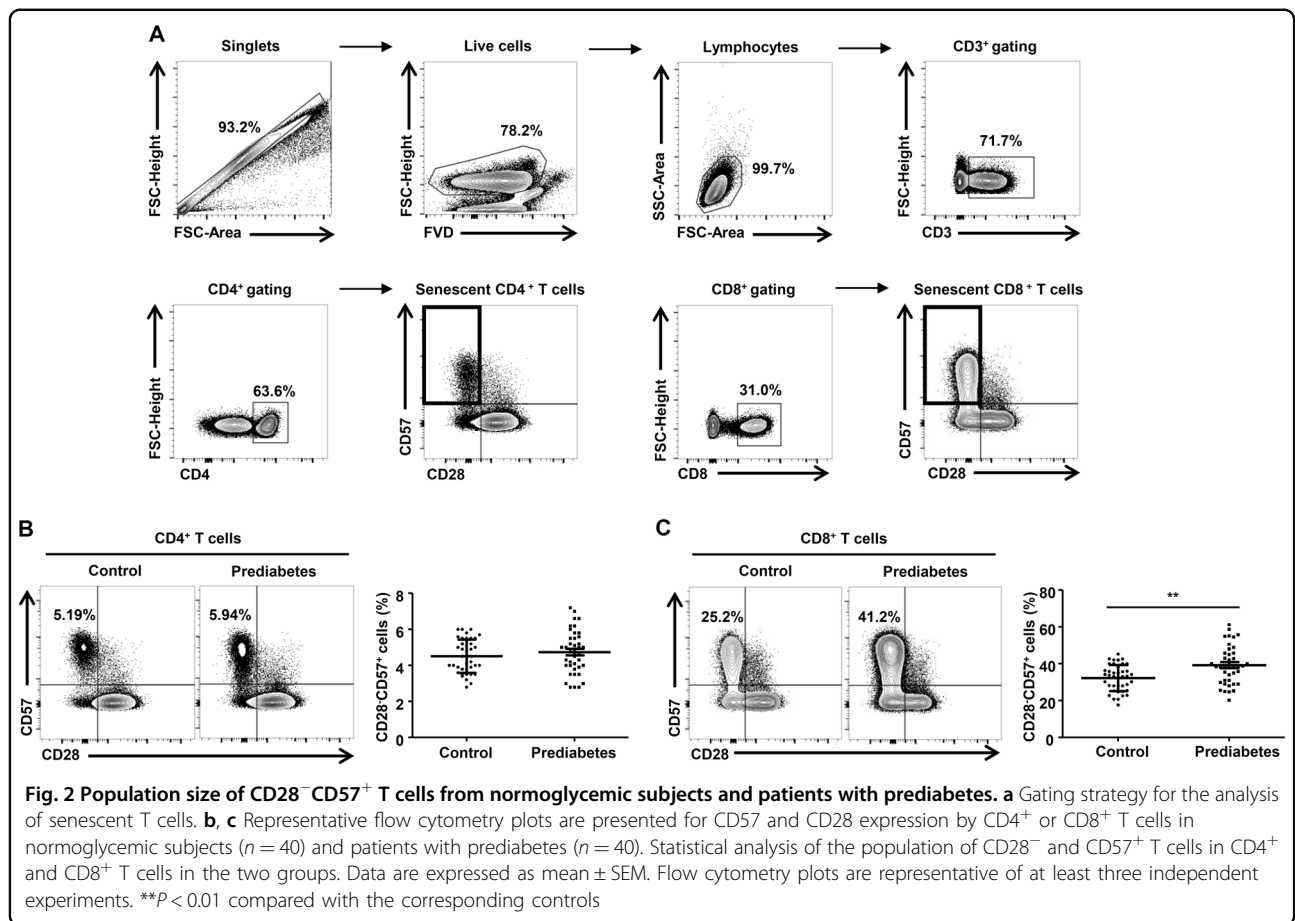 A
Singlets
Live cells
Lymphocytes
CD3⁺ gating
FSC-Height
93.2%
FSC-Area
FSC-Height
78.2%
FVD
SSC-Area
99.7%
FSC-Area
FSC-Height
71.7%
CD3
CD4⁺ gating
Senescent CD4⁺ T cells
CD8⁺ gating
Senescent CD8⁺ T cells
FSC-Height
63.6%
CD4
CD57
CD28
FSC-Height
31.0%
CD8
CD57
CD28
B
CD4⁺ T cells
Control
Prediabetes
5.19%
5.94%
CD57
CD28
CD28⁻CD57⁺ cells (%)
8
6
4
2
0
Control
Prediabetes
C
CD8⁺ T cells
Control
Prediabetes
25.2%
41.2%
CD57
CD28
CD28⁻CD57⁺ cells (%)
80
60
40
20
0
**
Control
Prediabetes
Fig. 2 Population size of CD28⁻CD57⁺ T cells from normoglycemic subjects and patients with prediabetes. a Gating strategy for the analysis
of senescent T cells. b, c Representative flow cytometry plots are presented for CD57 and CD28 expression by CD4⁺ or CD8⁺ T cells in
normoglycemic subjects (n = 40) and patients with prediabetes (n = 40). Statistical analysis of the population of CD28⁻ and CD57⁺ T cells in CD4⁺
and CD8⁺ T cells in the two groups. Data are expressed as mean ± SEM. Flow cytometry plots are representative of at least three independent
experiments. **P < 0.01 compared with the corresponding controls